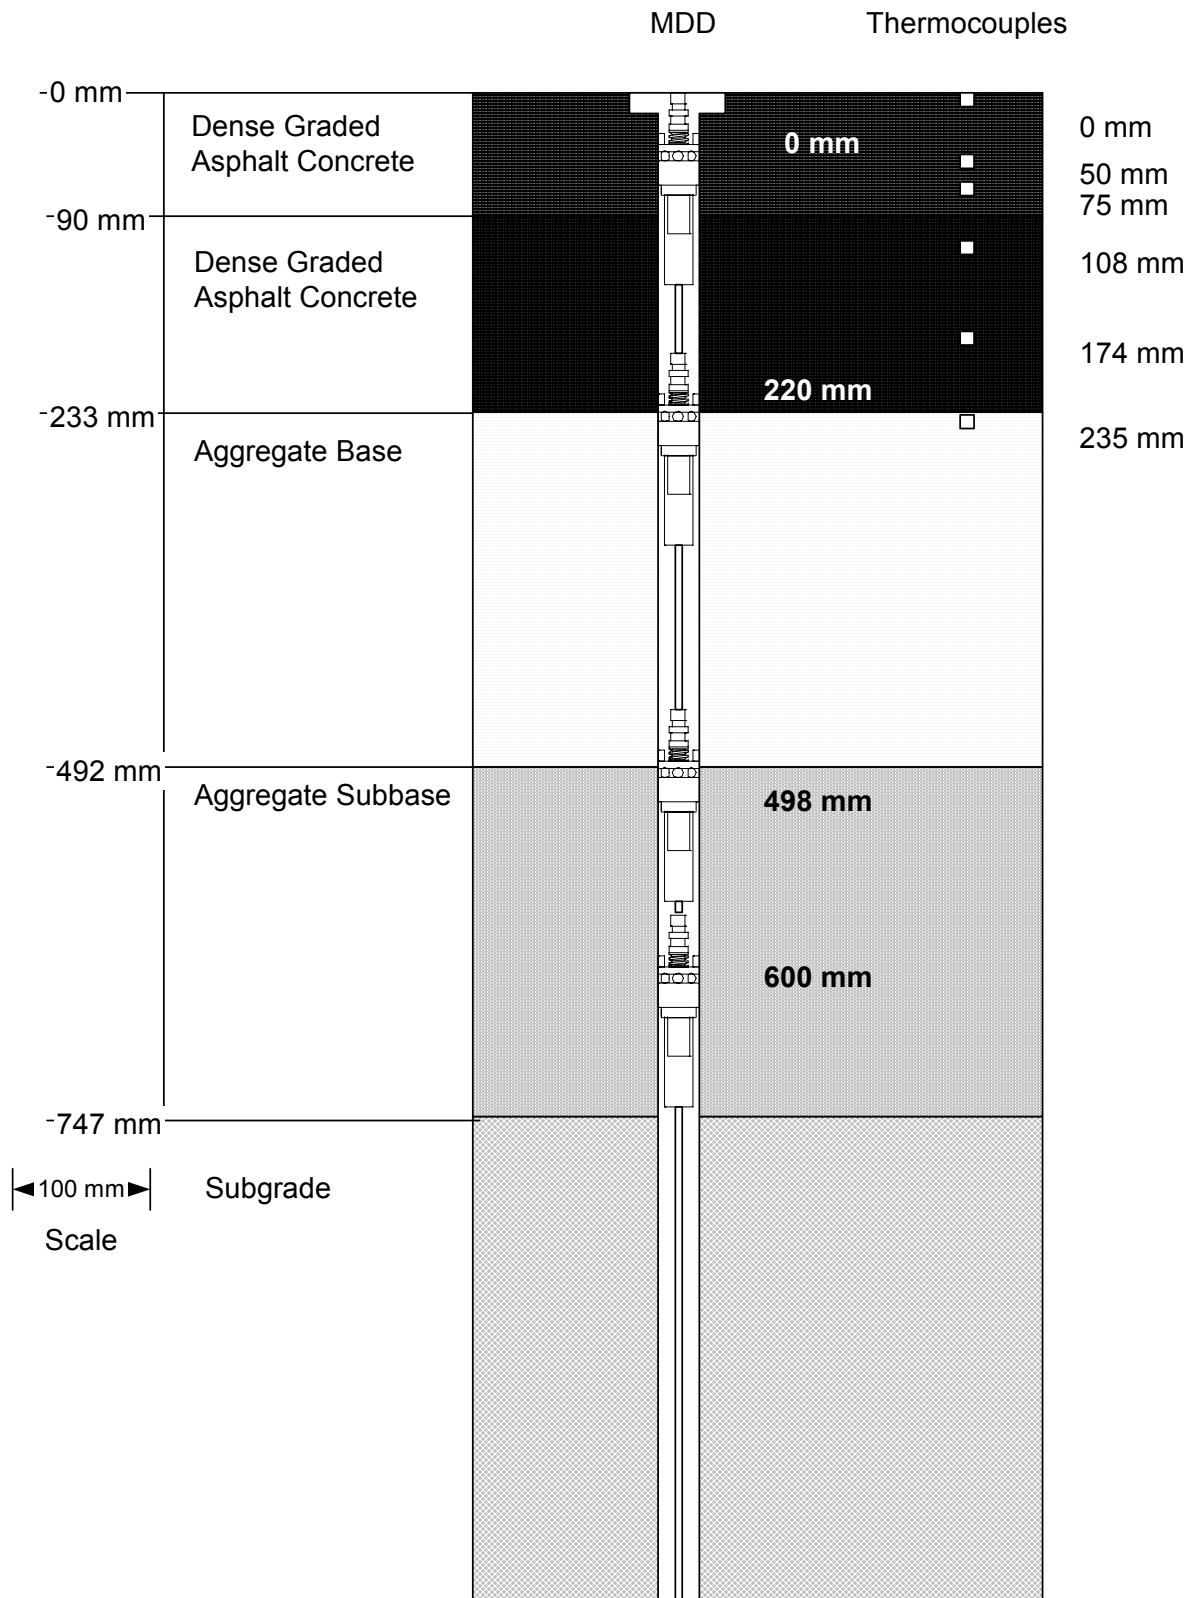 MDD Thermocouples
-0 mm
Dense Graded
Asphalt Concrete
0 mm
0 mm
50 mm
75 mm
-90 mm
Dense Graded
Asphalt Concrete
108 mm
174 mm
220 mm
-233 mm
235 mm
Aggregate Base
-492 mm
Aggregate Subbase
498 mm
600 mm
-747 mm
100 mm
Subgrade
Scale